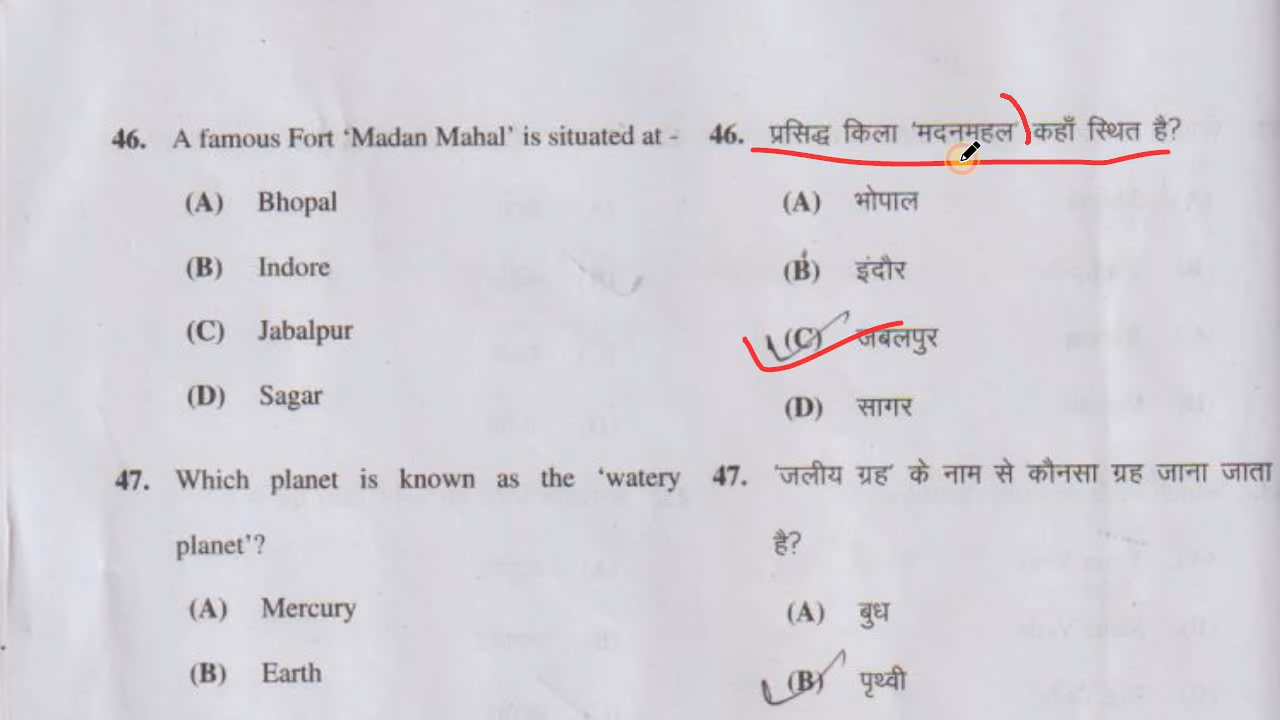 46. A famous Fort ‘Madan Mahal’ is situated at -
(A) Bhopal
(B) Indore
(C) Jabalpur
(D) Sagar
47. Which planet is known as the ‘watery
planet’?
(A) Mercury
(B) Earth
46. प्रसिद्ध किला ‘मदनमहल’ कहाँ स्थित है?
(A) भोपाल
(B) इंदौर
(C) जबलपुर
(D) सागर
47. ‘जलीय ग्रह’ के नाम से कौनसा ग्रह जाना जाता
है?
(A) बुध
(B) पृथ्वी